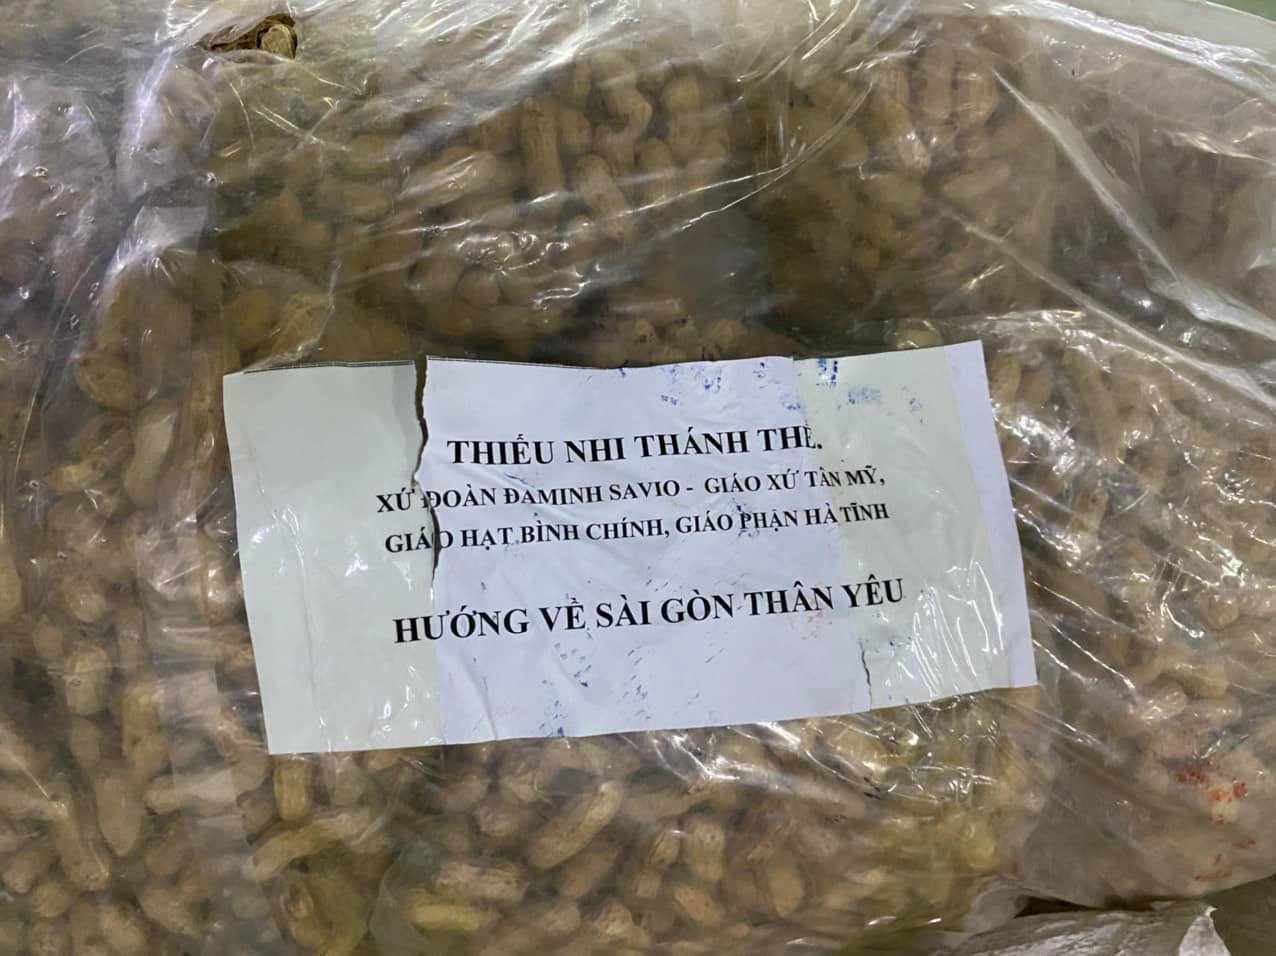 THIẾU NHI THÁNH THỂ.
XỨ ĐOÀN ĐAMINH SAVIO - GIÁO XỨ TÂN MỸ,
GIÁO HẠT BÌNH CHÍNH, GIÁO PHẬN HÀ TĨNH
HƯỚNG VỀ SÀI GÒN THÂN YÊU